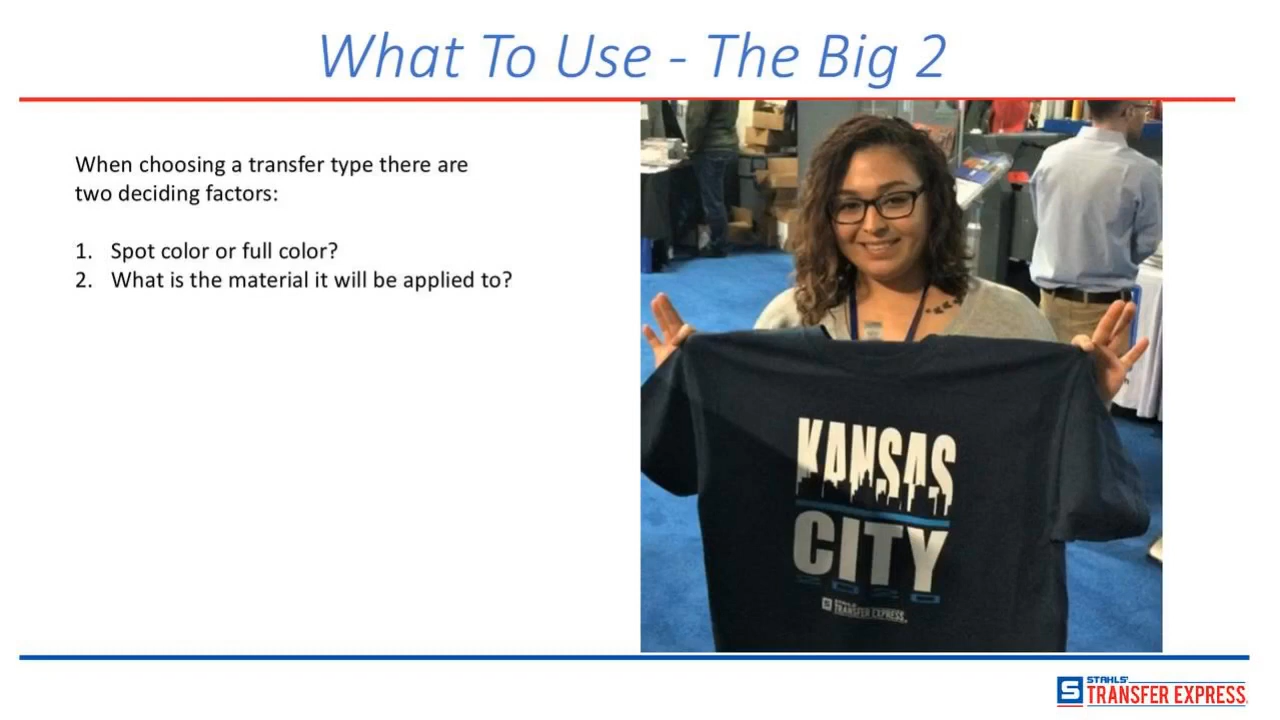 What To Use - The Big 2
When choosing a transfer type there are
two deciding factors:
1. Spot color or full color?
2. What is the material it will be applied to?
KANSAS
CITY
2020
STAHLS'
TRANSFER EXPRESS.
S STAHLS'
TRANSFER EXPRESS.